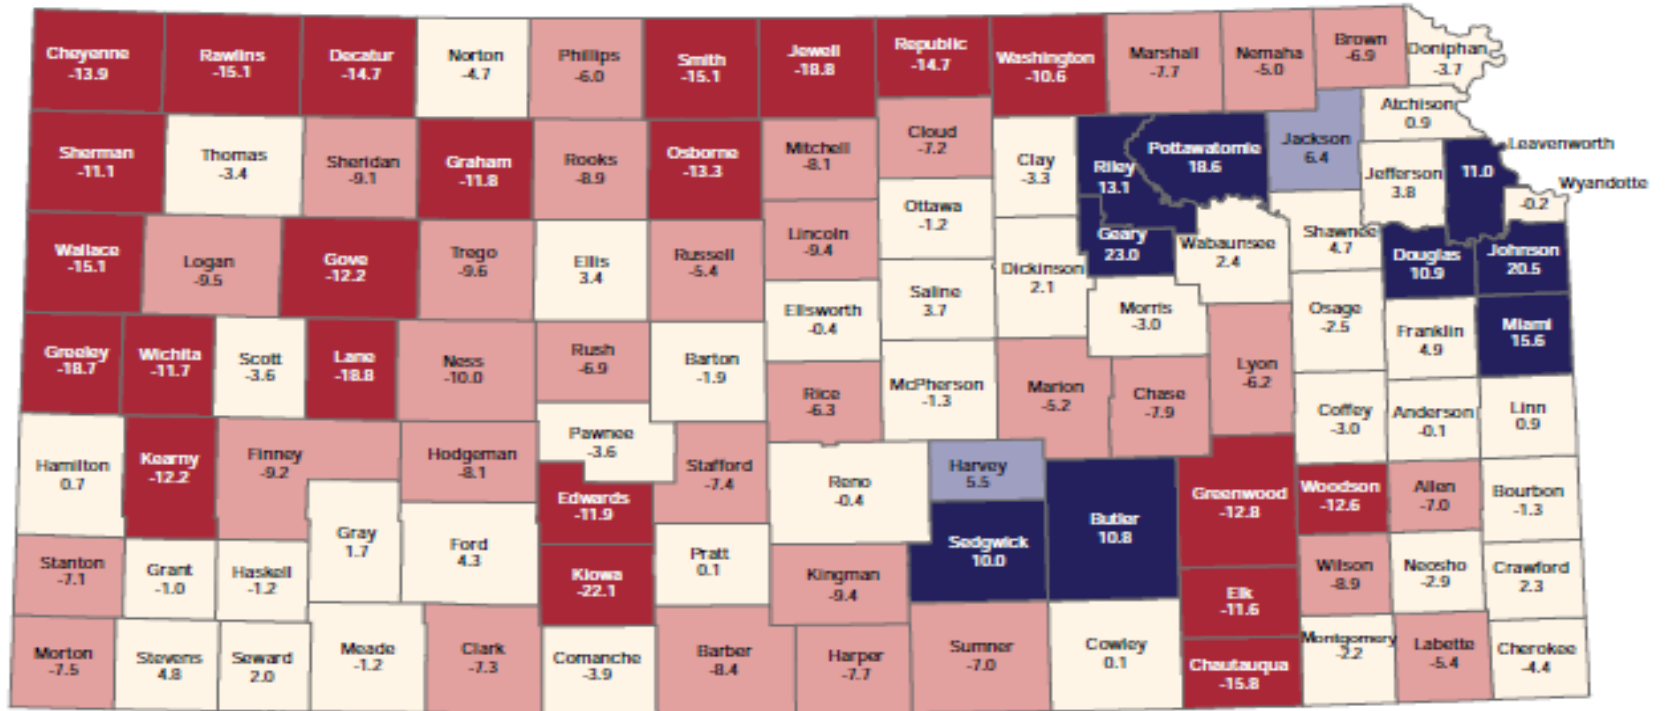 Cheyenne
-13.9
Rawlins
-15.1
Decatur
-14.7
Norton
-4.7
Phillips
-6.0
Smith
-15.1
Jewell
-18.8
Republic
-14.7
Washington
-10.6
Marshall
-7.7
Nemaha
-5.0
Brown
-6.9
Doniphan
-3.7
Atchison
0.9
Sherman
-11.1
Thomas
-3.4
Sheridan
-9.1
Graham
-11.8
Rooks
-8.9
Osborne
-13.3
Mitchell
-8.1
Cloud
-7.2
Clay
-3.3
Riley
13.1
Pottawatomie
18.6
Jackson
6.4
Jefferson
3.8
Leavenworth
11.0
Wyandotte
-0.2
Wallace
-15.1
Logan
-9.5
Gove
-12.2
Trego
-9.6
Ellis
3.4
Russell
-5.4
Lincoln
-9.4
Ottawa
-1.2
Saline
3.7
Dickinson
2.1
Geary
23.0
Wabaunsee
2.4
Shawnee
4.7
Douglas
10.9
Johnson
20.5
Ellsworth
-0.4
Morris
-3.0
Osage
-2.5
Franklin
4.9
Miami
15.6
Greeley
-18.7
Wichita
-11.7
Scott
-3.6
Lane
-18.8
Ness
-10.0
Rush
-6.9
Barton
-1.9
Rice
-6.3
McPherson
-1.3
Marion
-5.2
Chase
-7.9
Lyon
-6.2
Coffey
-3.0
Anderson
-0.1
Linn
0.9
Hamilton
0.7
Kearny
-12.2
Finney
-9.2
Hodgeman
-8.1
Pawnee
-3.6
Stafford
-7.4
Reno
-0.4
Harvey
5.5
Edwards
-11.9
Gray
1.7
Ford
4.3
Pratt
0.1
Sedgwick
10.0
Butler
10.8
Greenwood
-12.8
Woodson
-12.6
Allen
-7.0
Bourbon
-1.3
Stanton
-7.1
Grant
-1.0
Haskell
-1.2
Kiowa
-22.1
Kingman
-9.4
Elk
-11.6
Wilson
-8.9
Neosho
-2.9
Crawford
2.3
Morton
-7.5
Stevens
4.8
Seward
2.0
Meade
-1.2
Clark
-7.3
Comanche
-3.9
Barber
-8.4
Harper
-7.7
Sumner
-7.0
Cowley
0.1
Chautauqua
-15.8
Montgomery
-2.2
Labette
-5.4
Cherokee
-4.4